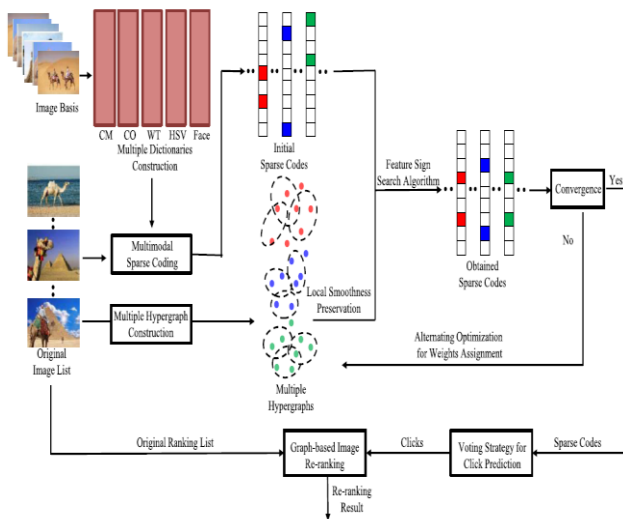 Image Basis
CM CO WT HSV Face
Multiple Dictionaries
Construction
Initial
Sparse Codes
Feature Sign
Search Algorithm
Convergence
Yes
No
Obtained
Sparse Codes
Multimodal
Sparse Coding
Multiple Hypergraph
Construction
Local Smoothness
Preservation
Original
Image List
Alternating Optimization
for Weights Assignment
Multiple
Hypergraphs
Original Ranking List
Graph-based Image
Re-ranking
Clicks
Voting Strategy for
Click Prediction
Sparse Codes
Re-ranking
Result